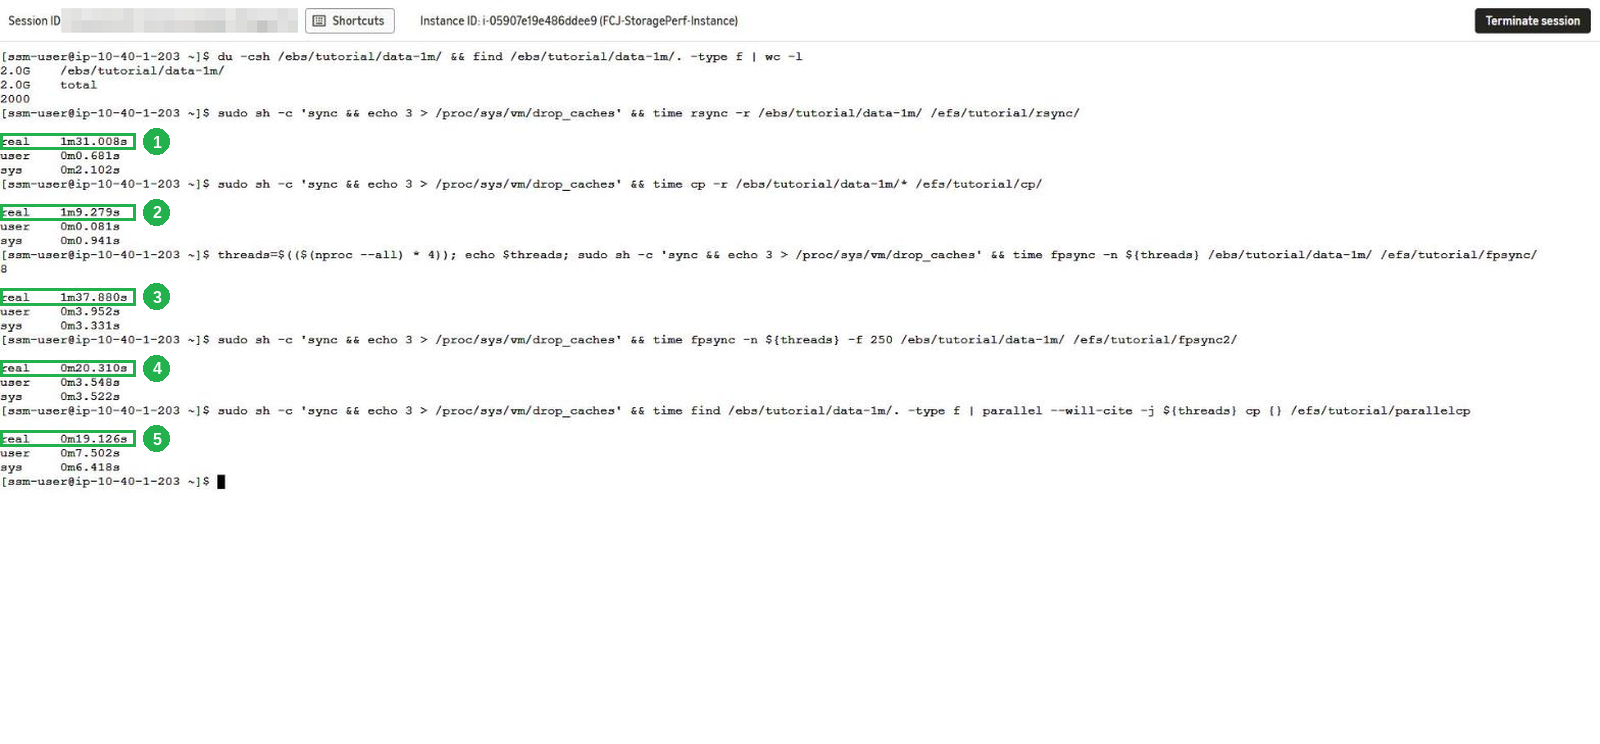 Session ID Shortcuts Instance ID: i-05907e19e486ddee9 (FCJ-StoragePerf-Instance) Terminate session
[ssm-user@ip-10-40-1-203 ~]$ du -csh /ebs/tutorial/data-1m/ && find /ebs/tutorial/data-1m/. -type f | wc -l
2.0G /ebs/tutorial/data-1m/
2.0G total
2000
[ssm-user@ip-10-40-1-203 ~]$ sudo sh -c 'sync && echo 3 > /proc/sys/vm/drop_caches' && time rsync -r /ebs/tutorial/data-1m/ /efs/tutorial/rsync/
real 1m31.008s 1
user 0m0.681s
sys 0m2.102s
[ssm-user@ip-10-40-1-203 ~]$ sudo sh -c 'sync && echo 3 > /proc/sys/vm/drop_caches' && time cp -r /ebs/tutorial/data-1m/* /efs/tutorial/cp/
real 1m9.279s 2
user 0m0.081s
sys 0m0.941s
[ssm-user@ip-10-40-1-203 ~]$ threads=$(($(nproc --all) * 4)); echo $threads; sudo sh -c 'sync && echo 3 > /proc/sys/vm/drop_caches' && time fpsync -n ${threads} /ebs/tutorial/data-1m/ /efs/tutorial/fpsync/
8
real 1m37.880s 3
user 0m3.952s
sys 0m3.331s
[ssm-user@ip-10-40-1-203 ~]$ sudo sh -c 'sync && echo 3 > /proc/sys/vm/drop_caches' && time fpsync -n ${threads} -f 250 /ebs/tutorial/data-1m/ /efs/tutorial/fpsync2/
real 0m20.310s 4
user 0m3.548s
sys 0m3.522s
[ssm-user@ip-10-40-1-203 ~]$ sudo sh -c 'sync && echo 3 > /proc/sys/vm/drop_caches' && time find /ebs/tutorial/data-1m/. -type f | parallel --will-cite -j ${threads} cp {} /efs/tutorial/parallelcp
real 0m19.126s 5
user 0m7.502s
sys 0m6.418s
[ssm-user@ip-10-40-1-203 ~]$